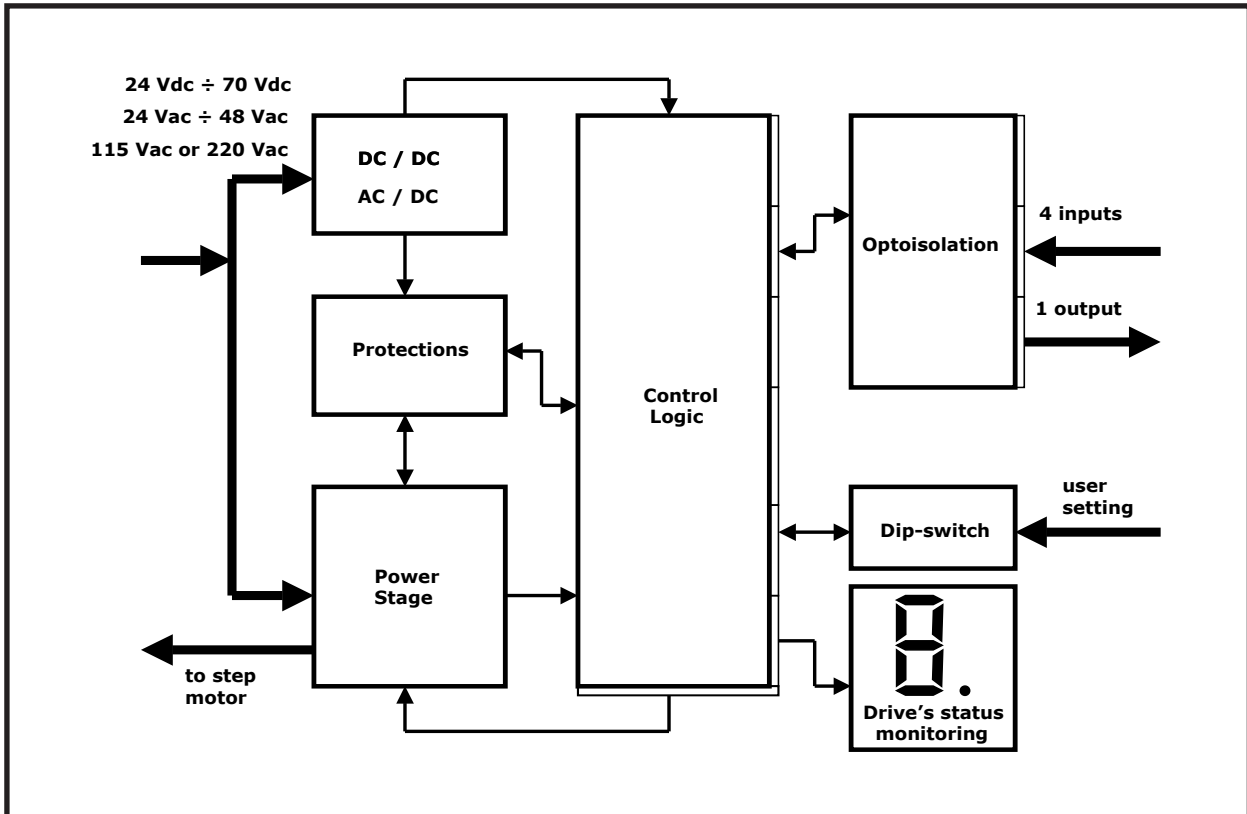 24 Vdc ÷ 70 Vdc
24 Vac ÷ 48 Vac
115 Vac or 220 Vac
DC / DC
AC / DC
Protections
Power
Stage
to step
motor
Control
Logic
Optoisolation
4 inputs
1 output
Dip-switch
user
setting
8.
Drive’s status
monitoring